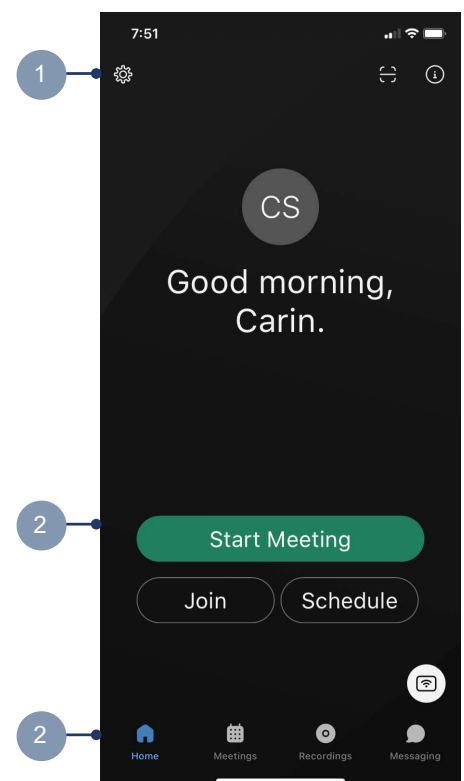 7:51
1
CS
Good morning,
Carin.
2
Start Meeting
Join
Schedule
2
Home
Meetings
Recordings
Messaging